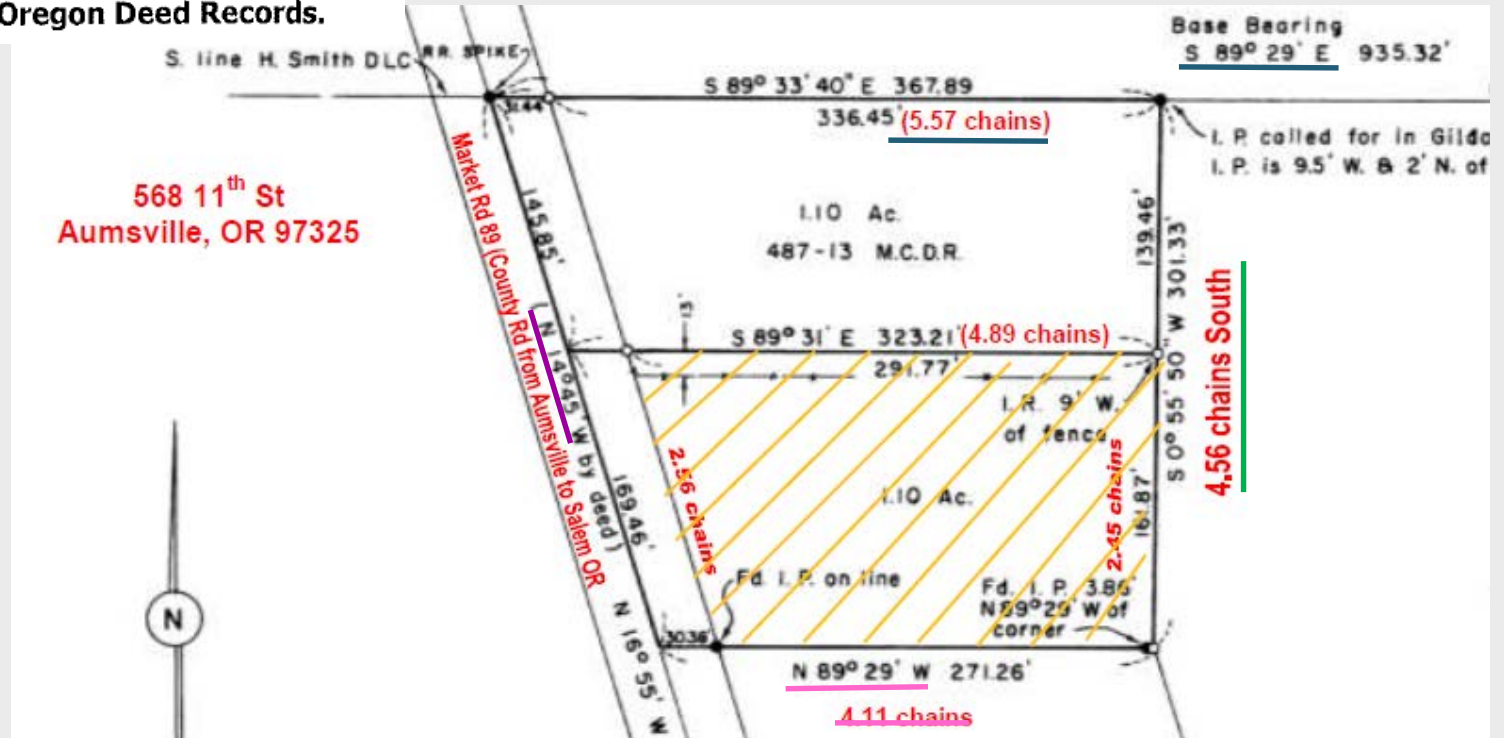 Oregon Deed Records.
Base Bearing
S 89° 29' E 935.32'
S. line H. Smith DLC
RR. SPIKE
S 89° 33' 40" E 367.89
31.44
336.45' (5.57 chains)
I. P. called for in Gildo
I. P. is 9.5' W. & 2' N. of
568 11th St
Aumsville, OR 97325
Market Rd 89 (County Rd from Aumsville to Salem OR
145.85'
1.10 Ac.
487-13 M.C.D.R.
139.46'
S 0° 55' 50" W 301.33'
4.56 chains South
13'
S 89° 31' E 323.21' (4.89 chains)
291.77'
( N 14° 45' W by deed )
I. R. 9' W.
of fence
169.46'
2.56 chains
1.10 Ac.
2.45 chains
161.87'
Fd. I. P. on line
Fd. I. P. 3.86'
N 89° 29' W of
corner
N
30.36'
N 16° 55' W
N 89° 29' W 271.26'
4.11 chains